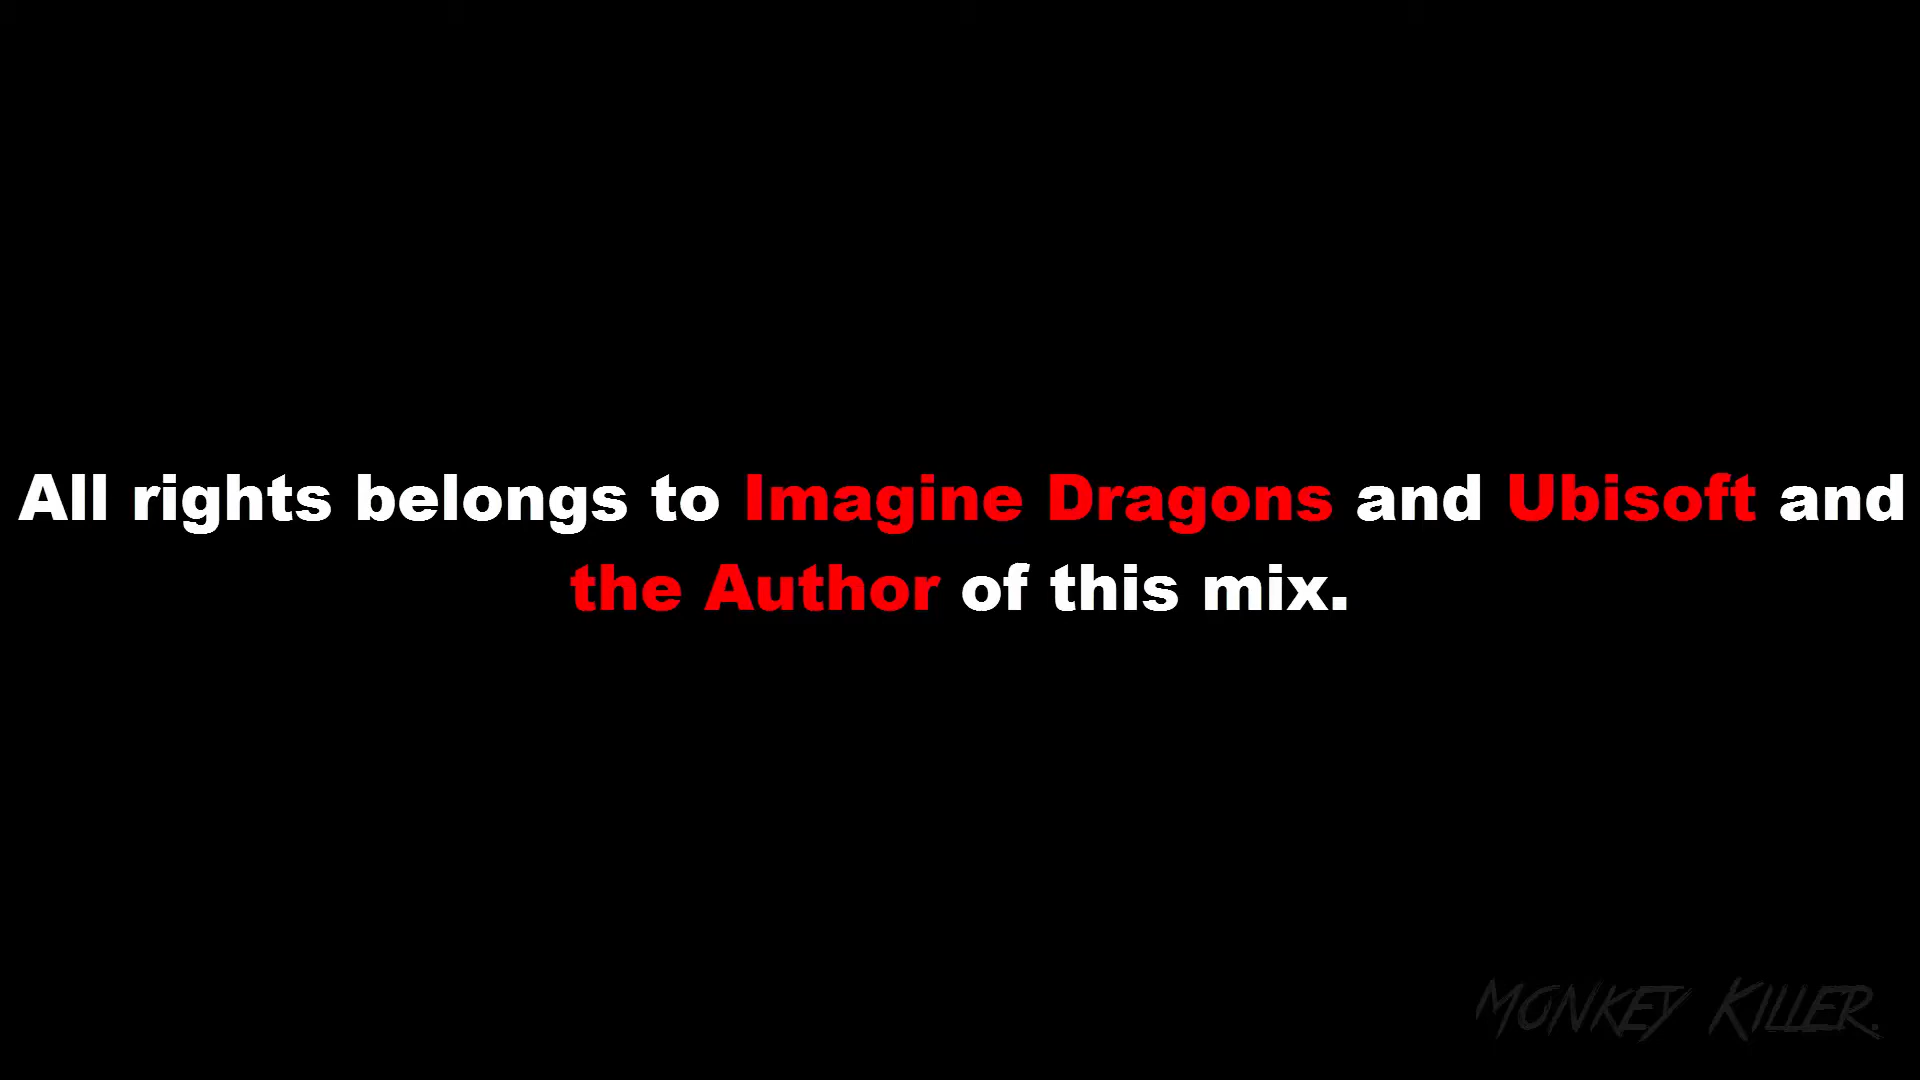 All rights belongs to Imagine Dragons and Ubisoft and
the Author of this mix.
MONKEY KILLER.